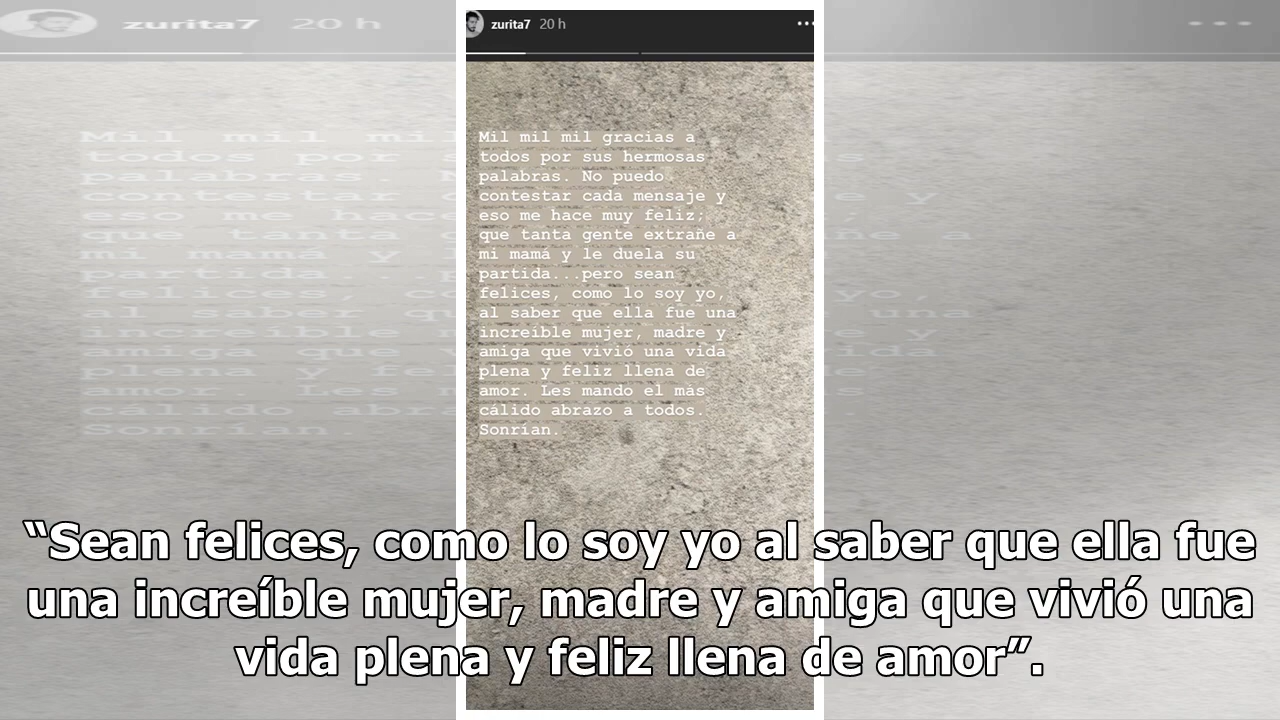 zurita7 20 h
zurita7 20 h
Mil mil mil gracias a
todos por sus hermosas
palabras. No puedo
contestar cada mensaje y
eso me hace muy feliz;
que tanta gente extrañe a
mi mamá y le duela su
partida...pero sean
felices, como lo soy yo,
al saber que ella fue una
increíble mujer, madre y
amiga que vivió una vida
plena y feliz llena de
amor. Les mando el más
cálido abrazo a todos.
Sonrían.
“Sean felices, como lo soy yo al saber que ella fue
una increíble mujer, madre y amiga que vivió una
vida plena y feliz llena de amor”.